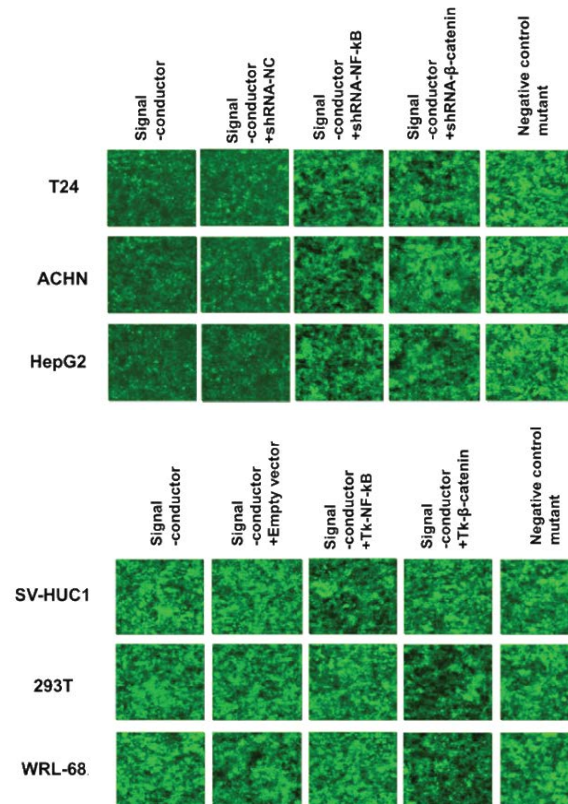 Signal
-conductor
Signal
-conductor
+shRNA-NC
Signal
-conductor
+shRNA-NF-kB
Signal
-conductor
+shRNA-β-catenin
Negative control
mutant
T24
ACHN
HepG2
Signal
-conductor
Signal
-conductor
+Empty vector
Signal
-conductor
+Tk-NF-kB
Signal
-conductor
+Tk-β-catenin
Negative control
mutant
SV-HUC1
293T
WRL-68